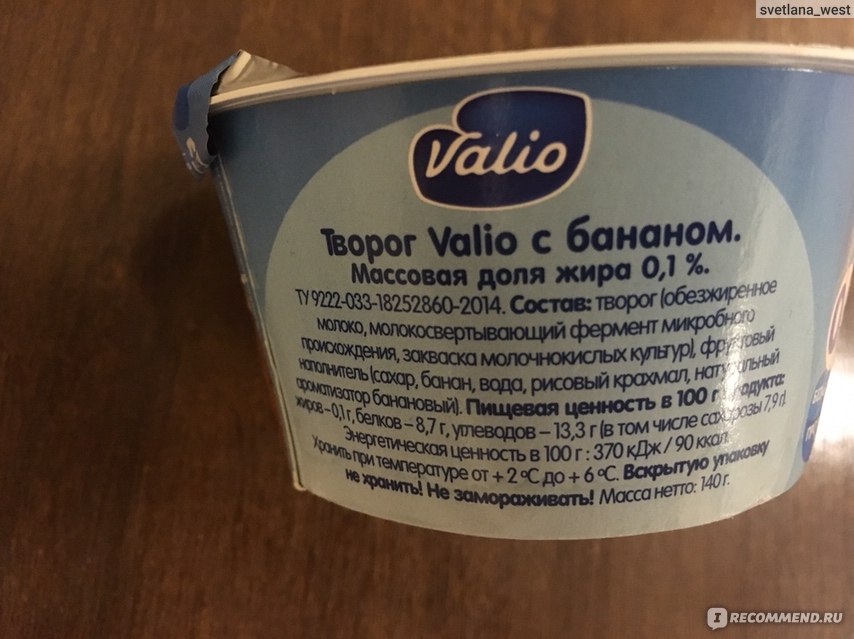 svetlana_west
Valio
Творог Valio с бананом.
Массовая доля жира 0,1 %.
ТУ 9222-033-18252860-2014. Состав: творог (обезжиренное
молоко, молокосвертывающий фермент микробного
происхождения, закваска молочнокислых культур), фруктовый
наполнитель (сахар, банан, вода, рисовый крахмал, натуральный
ароматизатор банановый). Пищевая ценность в 100 г продукта:
жиров – 0,1 г, белков – 8,7 г, углеводов – 13,3 г (в том числе сахарозы 7,9 г).
Энергетическая ценность в 100 г : 370 кДж / 90 ккал.
Хранить при температуре от + 2 °С до + 6 °С. Вскрытую упаковку
не хранить! Не замораживать! Масса нетто: 140 г.
I RECOMMEND.RU